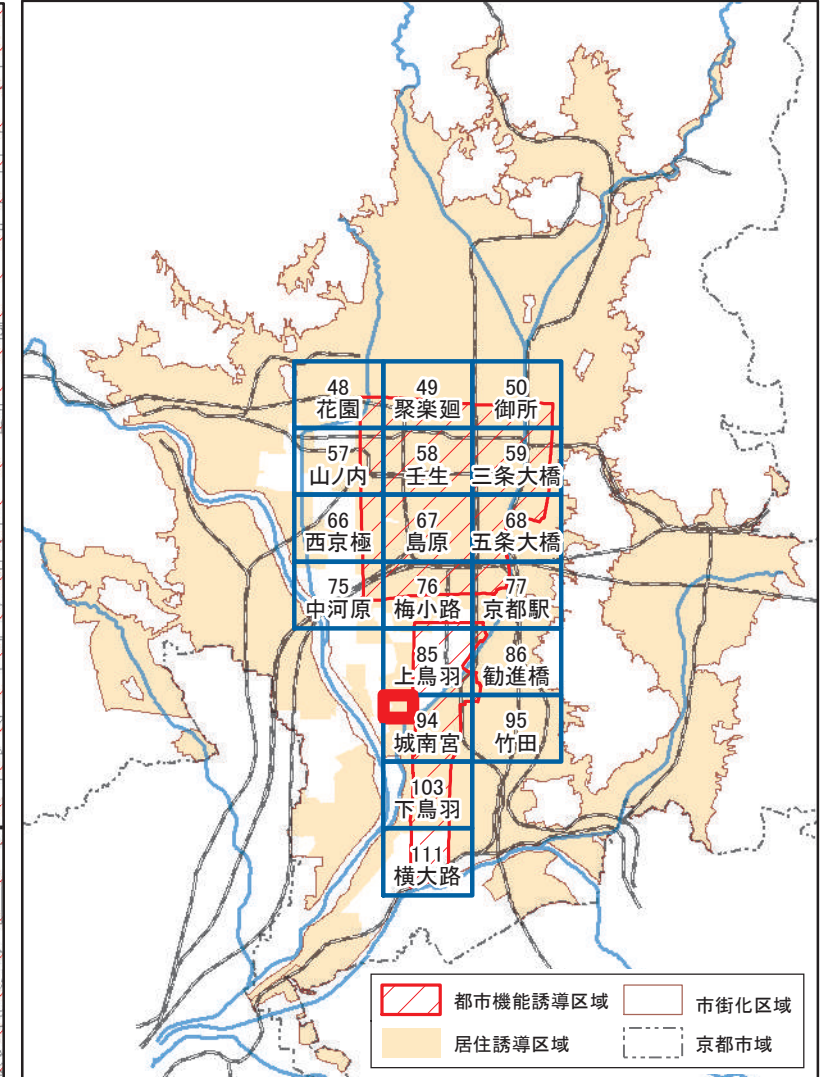 48
花園
49
聚楽廻
50
御所
57
山ノ内
58
壬生
59
三条大橋
66
西京極
67
島原
68
五条大橋
75
中河原
76
梅小路
77
京都駅
85
上鳥羽
86
勧進橋
94
城南宮
95
竹田
103
下鳥羽
111
横大路
都市機能誘導区域
市街化区域
居住誘導区域
京都市域